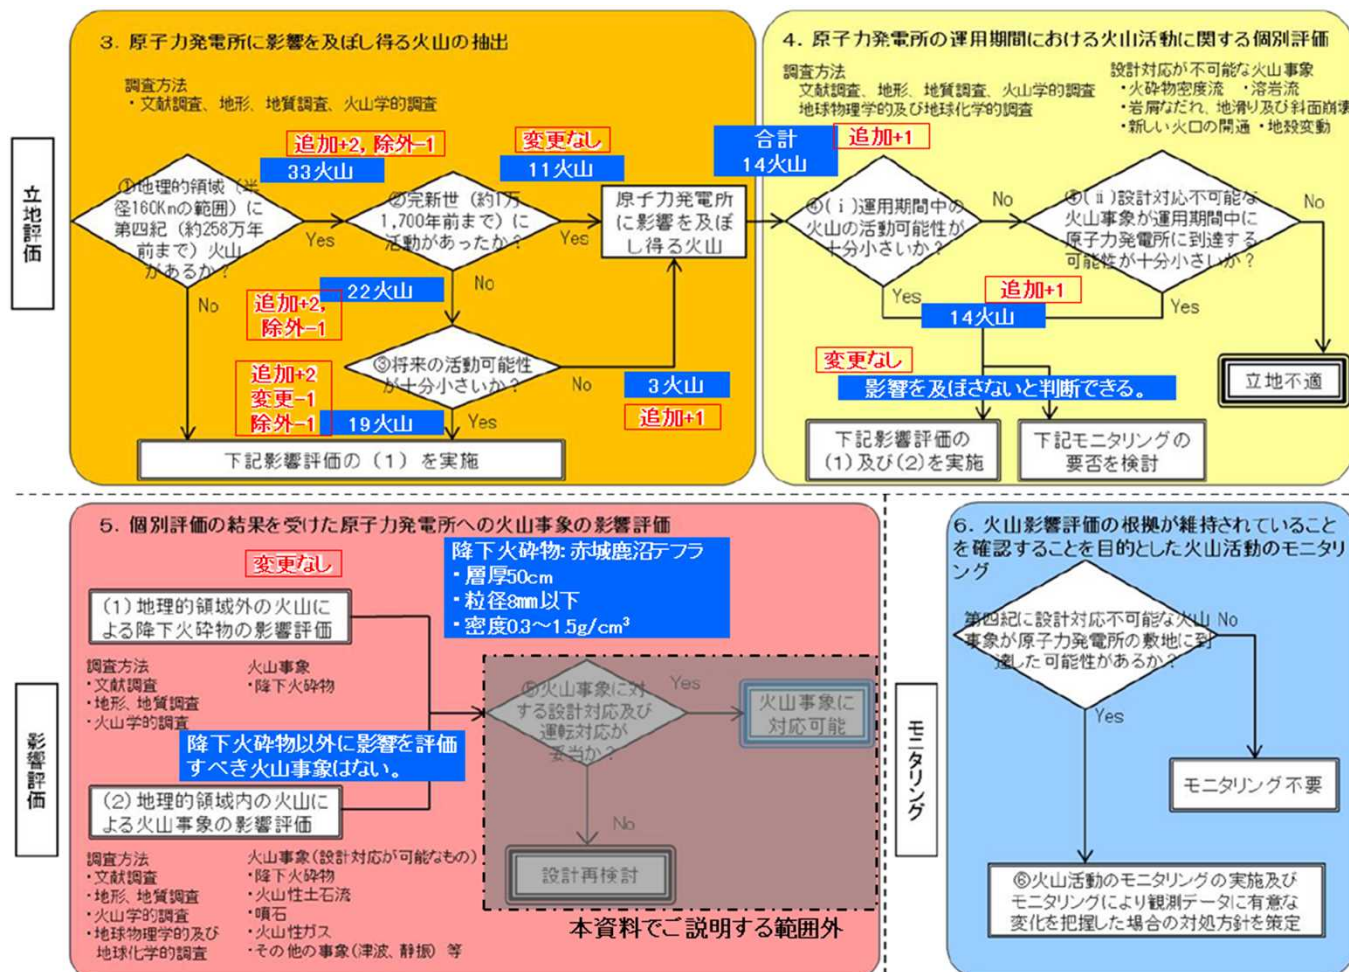 立地評価
3. 原子力発電所に影響を及ぼし得る火山の抽出
調査方法
・文献調査、地形、地質調査、火山学的調査
追加+2, 除外-1
33火山
変更なし
11火山
①地理的領域(半
径160Kmの範囲)に
第四紀(約258万年
前まで)火山
があるか?
Yes
No
②完新世(約1万
1,700年前まで)に
活動があったか?
Yes
No
原子力発電所
に影響を及ぼ
し得る火山
追加+2,
除外-1
22火山
③将来の活動可能性
が十分小さいか?
No
3火山
追加+1
追加+2
変更-1
除外-1
19火山
Yes
下記影響評価の(1)を実施
4. 原子力発電所の運用期間における火山活動に関する個別評価
調査方法
文献調査、地形、地質調査、火山学的調査
地球物理学的及び地球化学的調査
設計対応が不可能な火山事象
・火砕物密度流 ・溶岩流
・岩屑なだれ、地滑り及び斜面崩壊
・新しい火口の開通 ・地殻変動
合計
14火山
追加+1
④(ⅰ)運用期間中の
火山の活動可能性が
十分小さいか?
No
Yes
④(ⅱ)設計対応不可能な
火山事象が運用期間中に
原子力発電所に到達する
可能性が十分小さいか?
No
Yes
追加+1
14火山
変更なし
影響を及ぼさないと判断できる。
立地不適
下記影響評価の
(1)及び(2)を実施
下記モニタリングの
要否を検討
影響評価
5. 個別評価の結果を受けた原子力発電所への火山事象の影響評価
変更なし
降下火砕物:赤城鹿沼テフラ
・層厚50cm
・粒径8mm以下
・密度0.3～1.5g/cm³
(1)地理的領域外の火山に
よる降下火砕物の影響評価
調査方法
・文献調査
・地形、地質調査
・火山学的調査
火山事象
・降下火砕物
降下火砕物以外に影響を評価
すべき火山事象はない。
(2)地理的領域内の火山に
よる火山事象の影響評価
調査方法
・文献調査
・地形、地質調査
・火山学的調査
・地球物理学的及び
地球化学的調査
火山事象(設計対応が可能なもの)
・降下火砕物
・火山性土石流
・噴石
・火山性ガス
・その他の事象(津波、静振)等
⑤火山事象に対
する設計対応及び
運転対応が
妥当か?
Yes
火山事象に
対応可能
No
設計再検討
本資料でご説明する範囲外
モニタリング
6. 火山影響評価の根拠が維持されていること
を確認することを目的とした火山活動のモニタリ
ング
第四紀に設計対応不可能な火山
事象が原子力発電所の敷地に到
達した可能性があるか?
No
Yes
モニタリング不要
⑥火山活動のモニタリングの実施及び
モニタリングにより観測データに有意な
変化を把握した場合の対処方針を策定